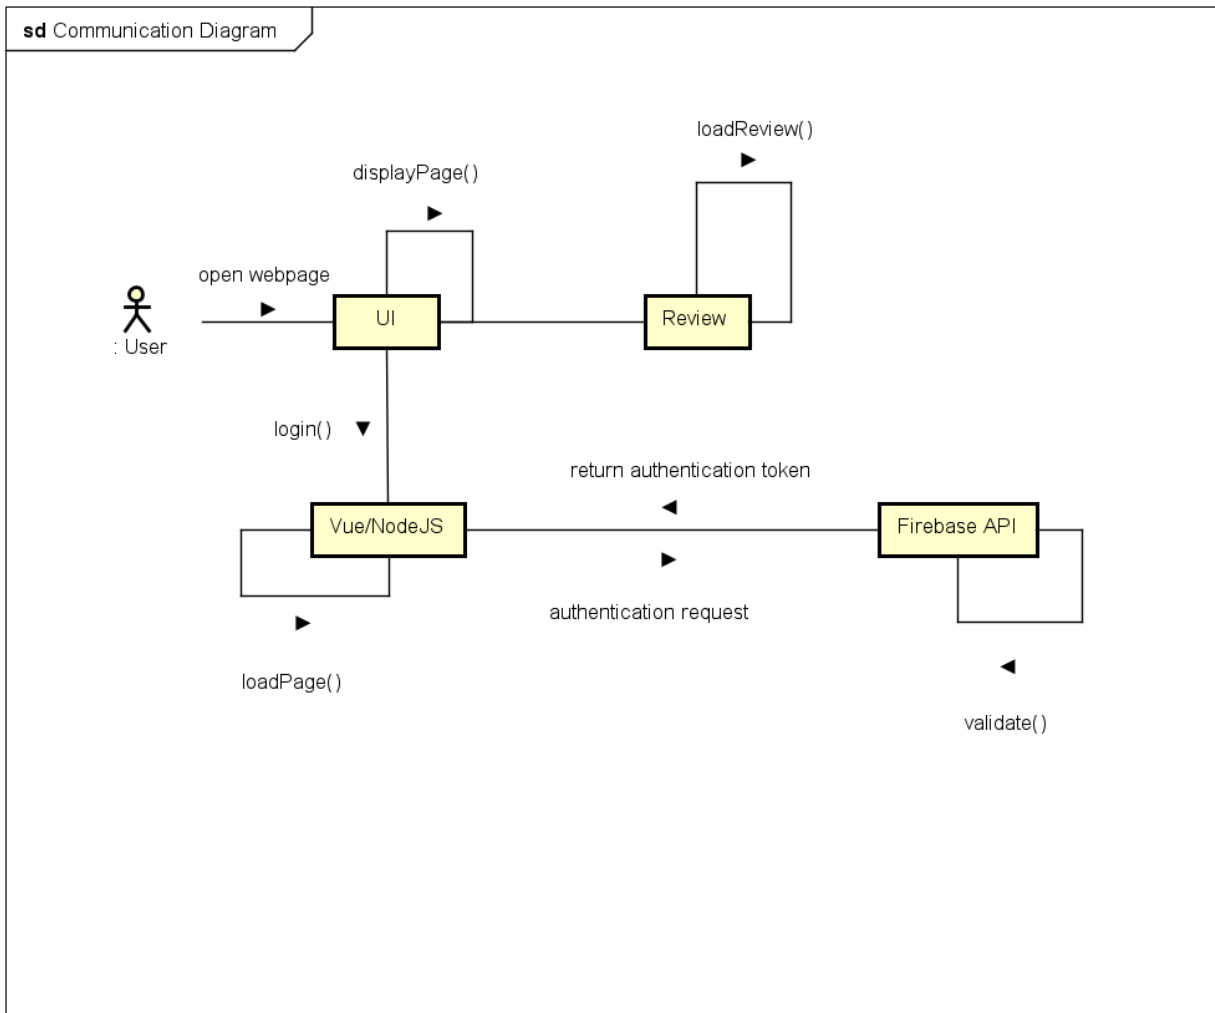 sd Communication Diagram
loadReview()
displayPage()
open webpage
UI
Review
: User
login()
return authentication token
Vue/NodeJS
Firebase API
authentication request
loadPage()
validate()